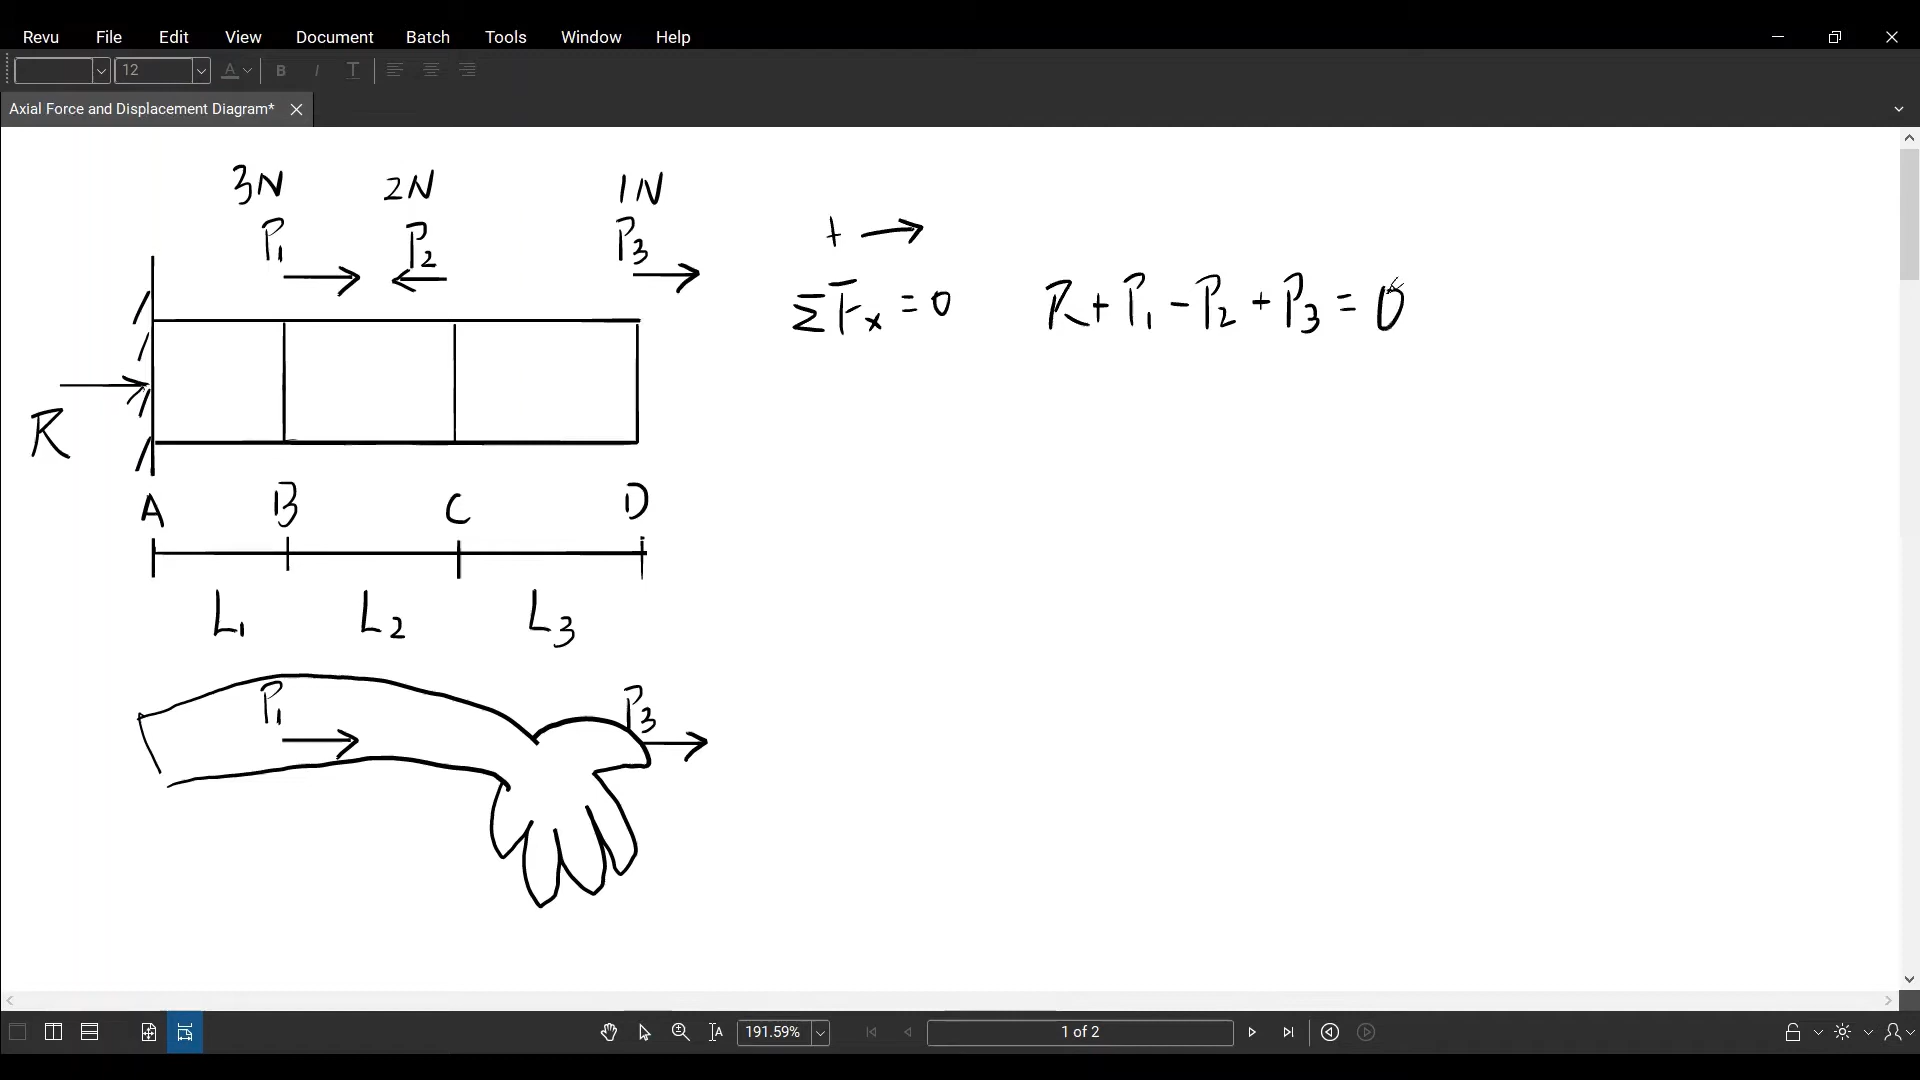 Revu File Edit View Document Batch Tools Window Help
12 A B I T
Axial Force and Displacement Diagram*
3N 2N 1N
P₁ P₂ P₃
+ →
ΣFₓ = 0 R + P₁ - P₂ + P₃ = 0
R
A B C D
L₁ L₂ L₃
P₁ P₃
191.59% 1 of 2